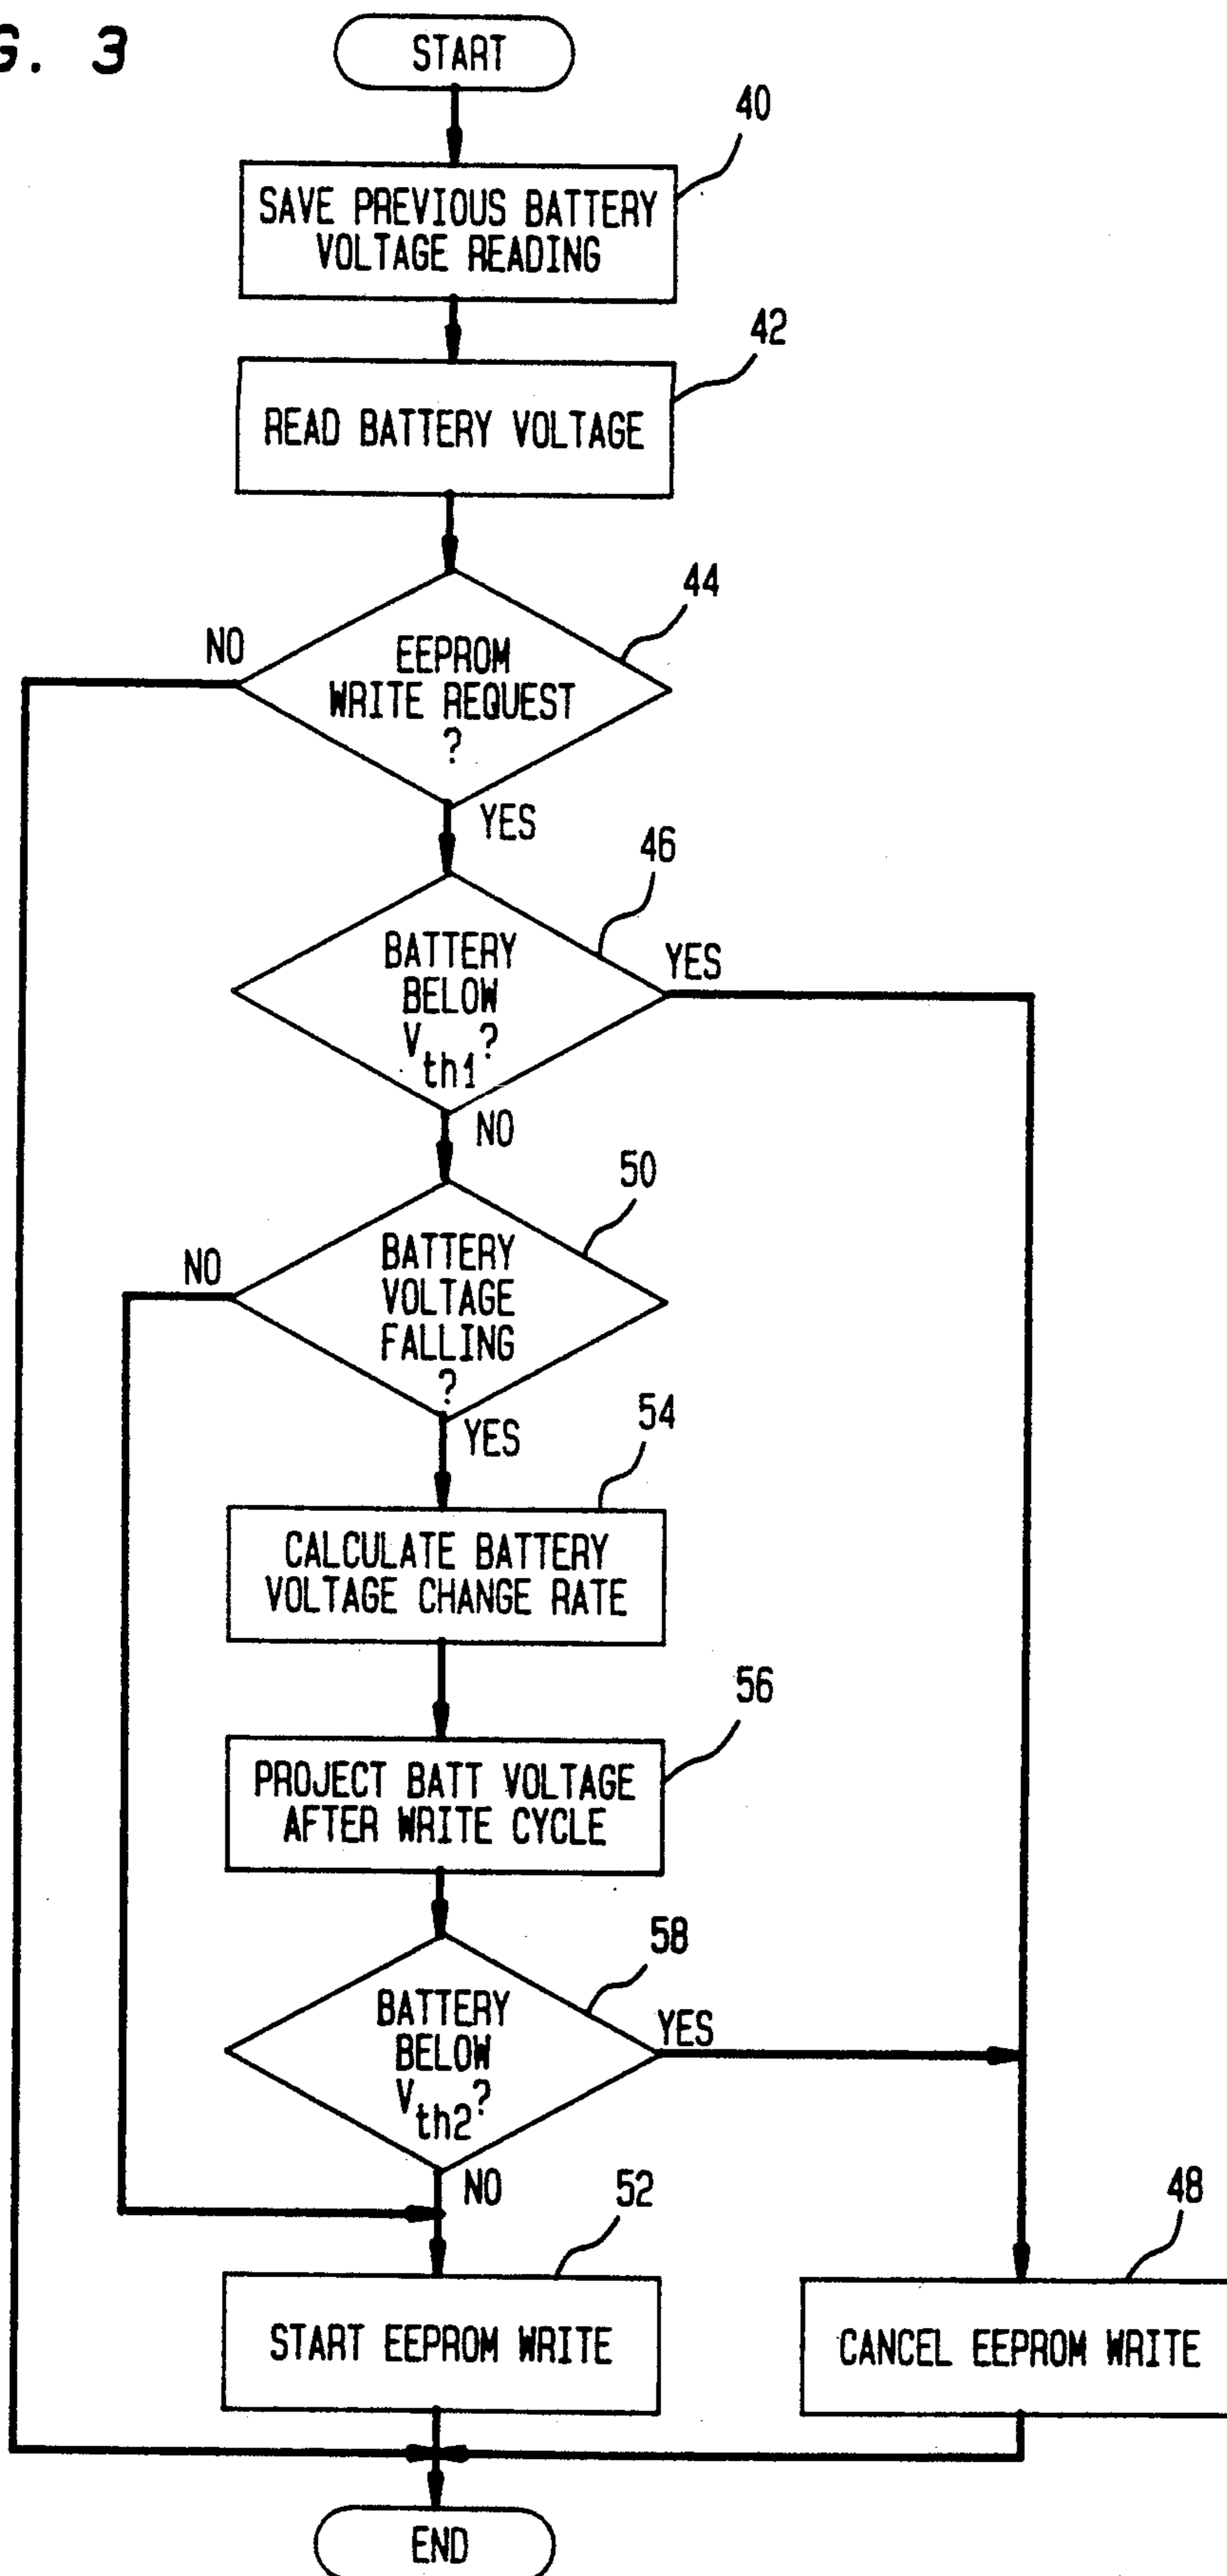 G. 3
START
40
SAVE PREVIOUS BATTERY
VOLTAGE READING
42
READ BATTERY VOLTAGE
44
NO
EEPROM
WRITE REQUEST
?
YES
46
BATTERY
BELOW
Vth1?
YES
NO
50
NO
BATTERY
VOLTAGE
FALLING
?
YES
54
CALCULATE BATTERY
VOLTAGE CHANGE RATE
56
PROJECT BATT VOLTAGE
AFTER WRITE CYCLE
58
BATTERY
BELOW
Vth2?
YES
NO
52
48
START EEPROM WRITE
CANCEL EEPROM WRITE
END